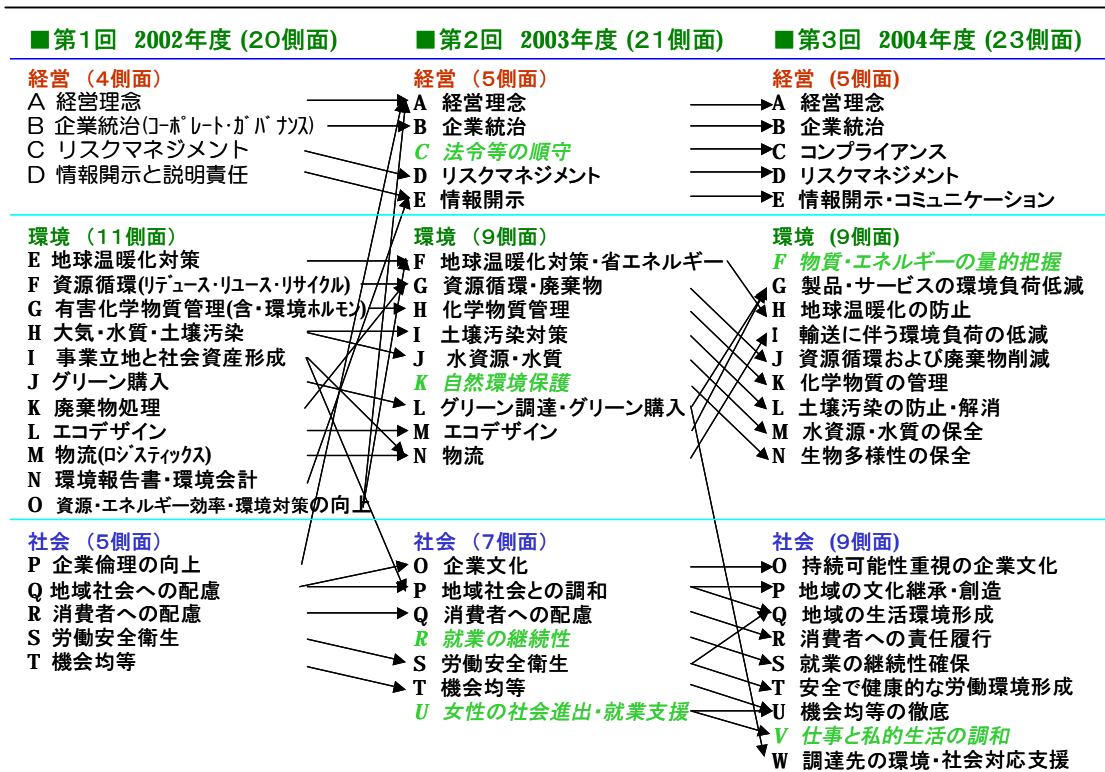 ■第1回 2002年度 (20側面)
経営 (4側面)
A 経営理念
B 企業統治(ｺｰﾎﾟﾚｰﾄ･ｶﾞﾊﾞﾅﾝｽ)
C リスクマネジメント
D 情報開示と説明責任
環境 (11側面)
E 地球温暖化対策
F 資源循環(ﾘﾃﾞｭｰｽ･ﾘﾕｰｽ･ﾘｻｲｸﾙ)
G 有害化学物質管理(含・環境ﾎﾙﾓﾝ)
H 大気・水質・土壌汚染
I 事業立地と社会資産形成
J グリーン購入
K 廃棄物処理
L エコデザイン
M 物流(ﾛｼﾞｽﾃｨｯｸｽ)
N 環境報告書・環境会計
O 資源・エネルギー効率・環境対策の向上
社会 (5側面)
P 企業倫理の向上
Q 地域社会への配慮
R 消費者への配慮
S 労働安全衛生
T 機会均等
■第2回 2003年度 (21側面)
経営 (5側面)
A 経営理念
B 企業統治
C 法令等の順守
D リスクマネジメント
E 情報開示
環境 (9側面)
F 地球温暖化対策・省エネルギー
G 資源循環・廃棄物
H 化学物質管理
I 土壌汚染対策
J 水資源・水質
K 自然環境保護
L グリーン調達・グリーン購入
M エコデザイン
N 物流
社会 (7側面)
O 企業文化
P 地域社会との調和
Q 消費者への配慮
R 就業の継続性
S 労働安全衛生
T 機会均等
U 女性の社会進出・就業支援
■第3回 2004年度 (23側面)
経営 (5側面)
A 経営理念
B 企業統治
C コンプライアンス
D リスクマネジメント
E 情報開示・コミュニケーション
環境 (9側面)
F 物質・エネルギーの量的把握
G 製品・サービスの環境負荷低減
H 地球温暖化の防止
I 輸送に伴う環境負荷の低減
J 資源循環および廃棄物削減
K 化学物質の管理
L 土壌汚染の防止・解消
M 水資源・水質の保全
N 生物多様性の保全
社会 (9側面)
O 持続可能性重視の企業文化
P 地域の文化継承・創造
Q 地域の生活環境形成
R 消費者への責任履行
S 就業の継続性確保
T 安全で健康的な労働環境形成
U 機会均等の徹底
V 仕事と私的生活の調和
W 調達先の環境・社会対応支援